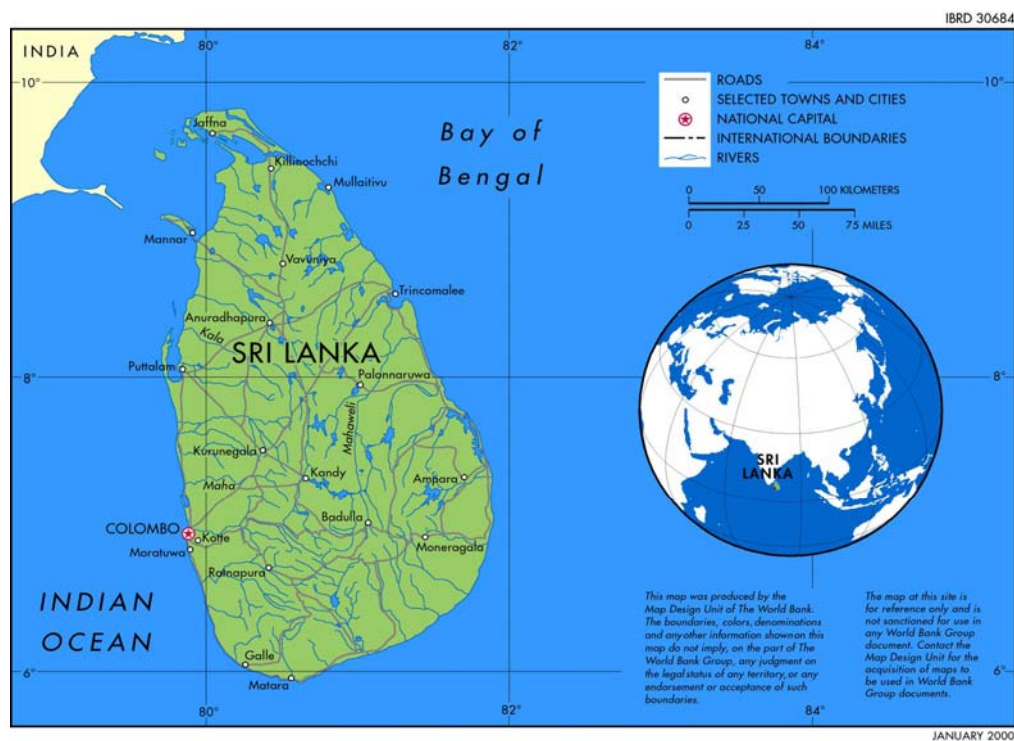 IBRD 30684
80°
82°
84°
INDIA
10°
10°
ROADS
SELECTED TOWNS AND CITIES
NATIONAL CAPITAL
INTERNATIONAL BOUNDARIES
RIVERS
0 50 100 KILOMETERS
0 25 50 75 MILES
Bay of
Bengal
Jaffna
Killinochchi
Mullaitivu
Mannar
Vavuniya
Trincomalee
Anuradhapura
Kala
SRI LANKA
Puttalam
Palonnaruwa
8°
8°
Mahaweli
Kurunegala
Kandy
Maha
Ampara
SRI
LANKA
COLOMBO
Kotte
Badulla
Moratuwa
Moneragala
Ratnapura
INDIAN
OCEAN
Galle
Matara
6°
6°
This map was produced by the
Map Design Unit of The World Bank.
The boundaries, colors, denominations
and any other information shown on this
map do not imply, on the part of The
World Bank Group, any judgment on
the legal status of any territory, or any
endorsement or acceptance of such
boundaries.
The map at this site is
for reference only and is
not sanctioned for use in
any World Bank Group
document. Contact the
Map Design Unit for the
acquisition of maps to
be used in World Bank
Group documents.
80°
82°
84°
JANUARY 2000